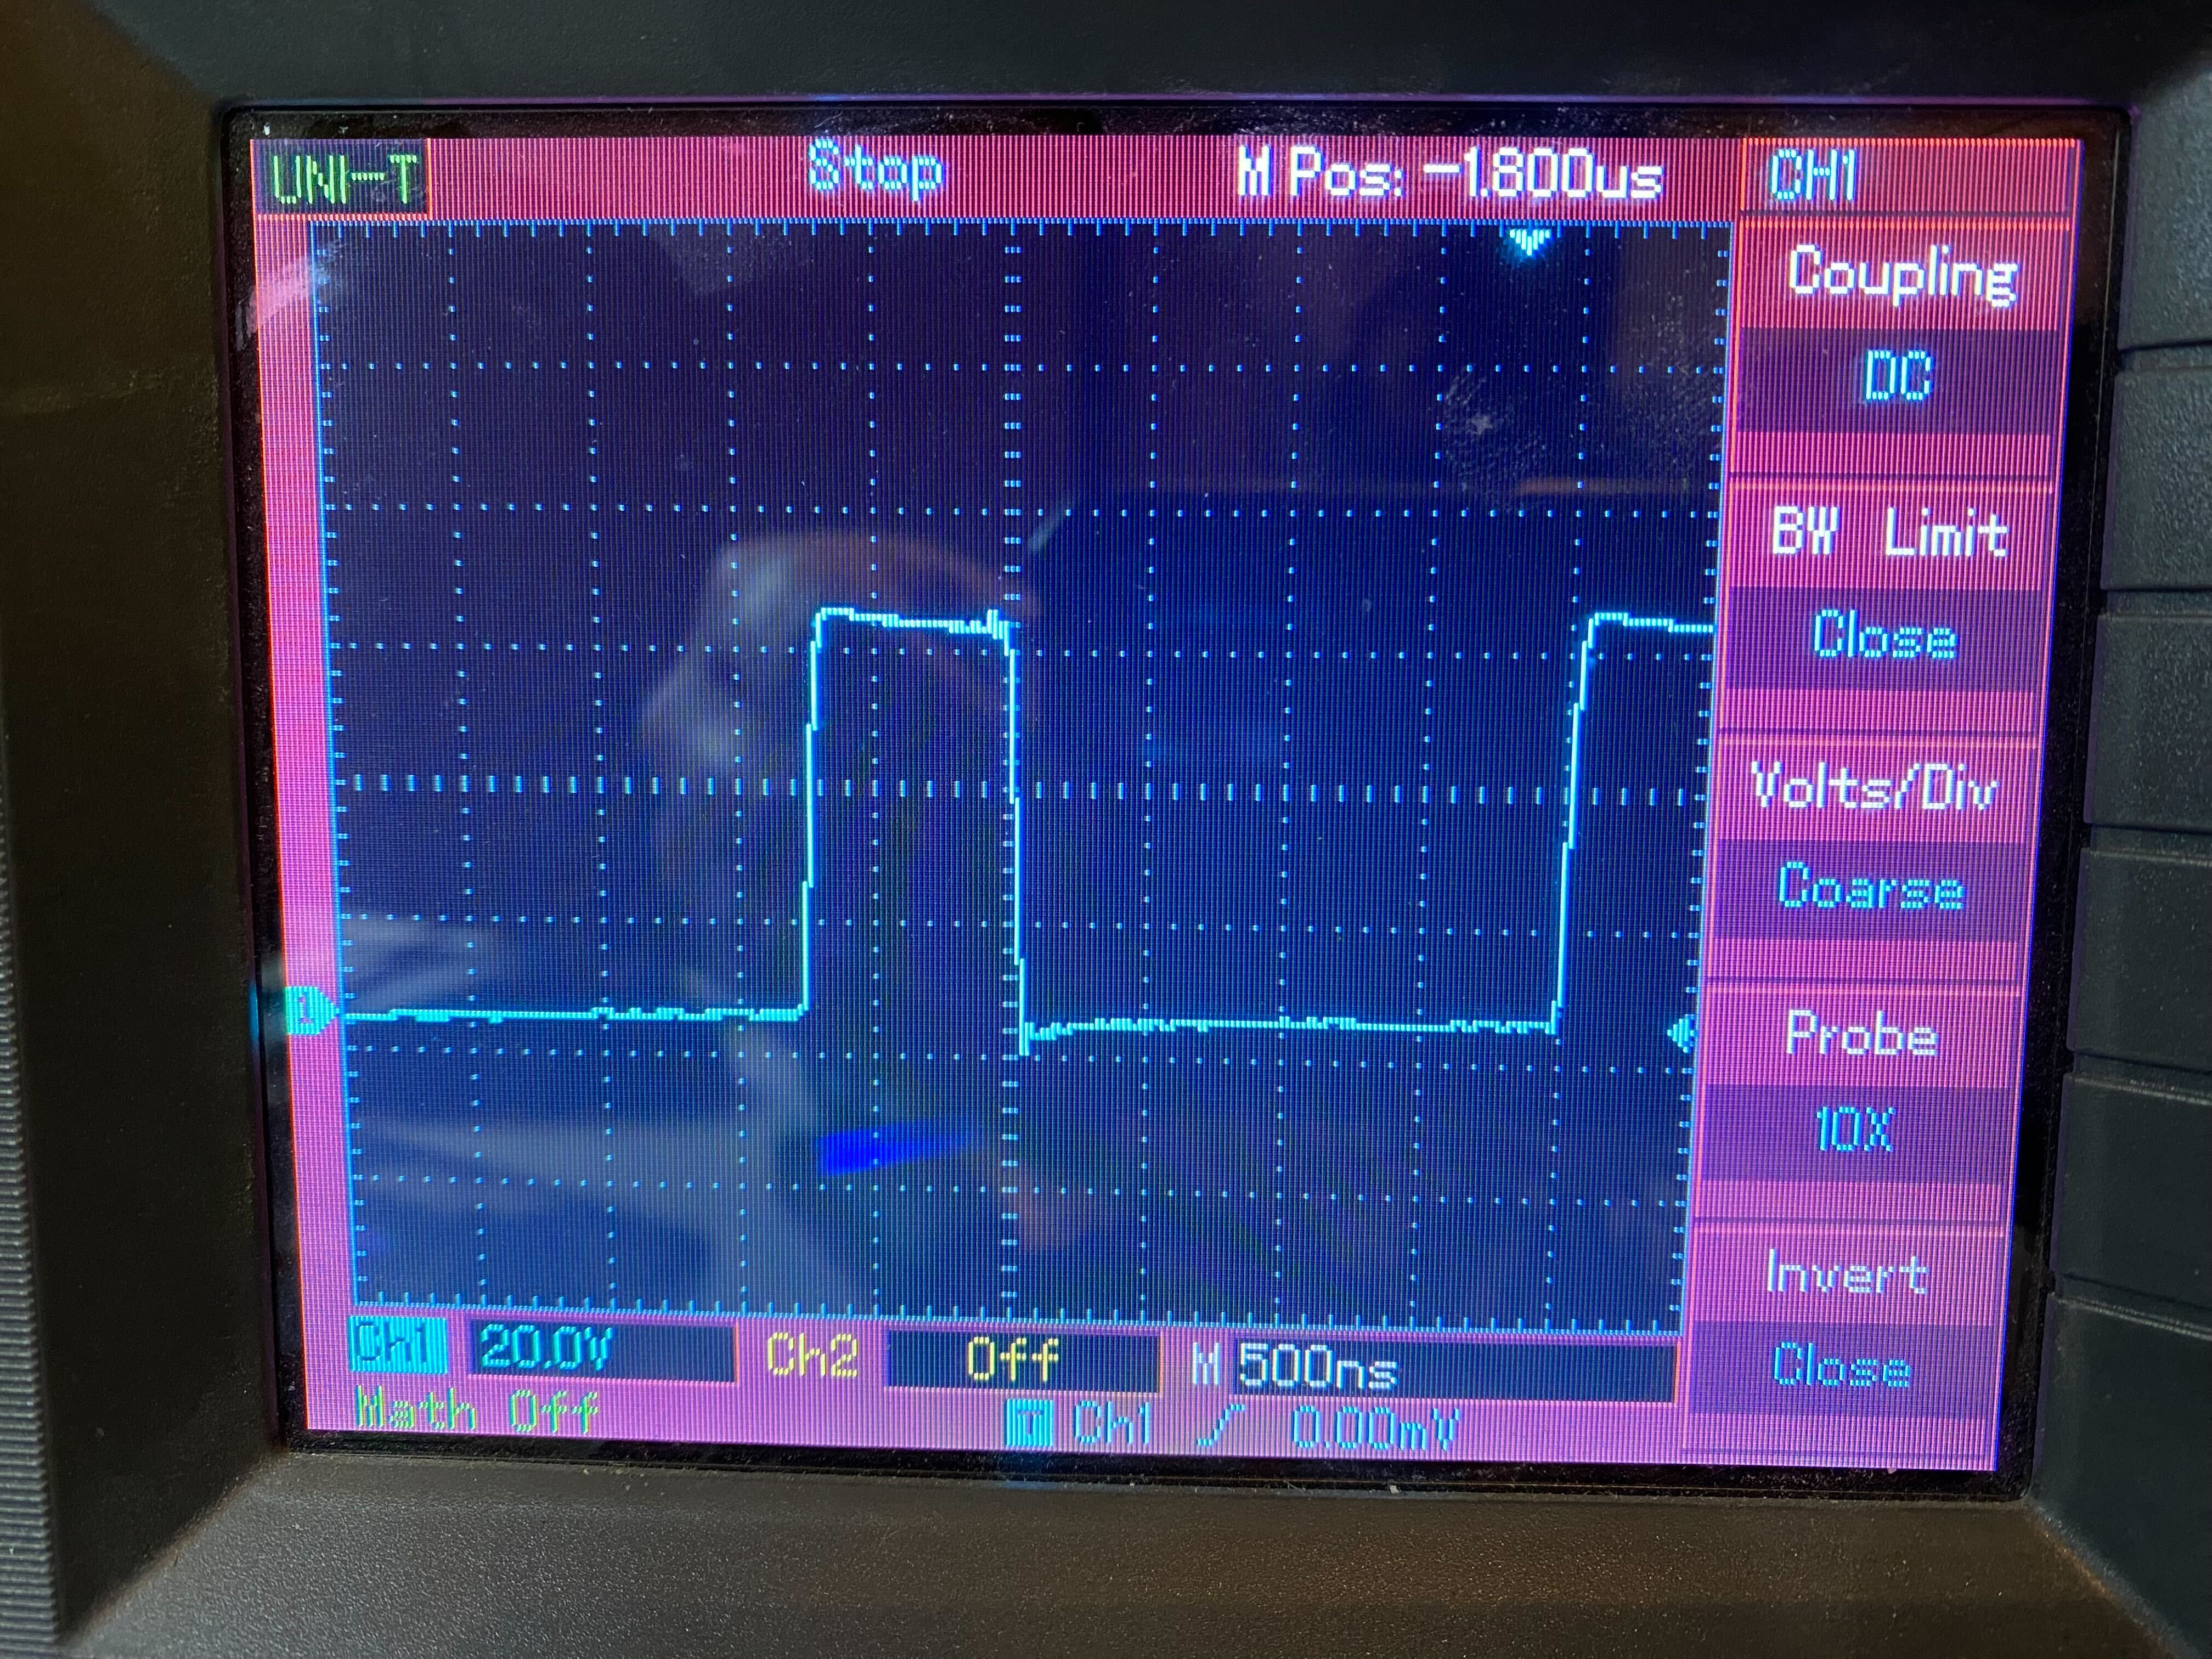 UNI-T Stop M Pos: -1.800us CH1
Coupling
DC
BW Limit
Close
Volts/Div
Coarse
Probe
10X
Invert
Close
1
Ch1 20.0V Ch2 Off M 500ns
Math Off T Ch1 0.00mV